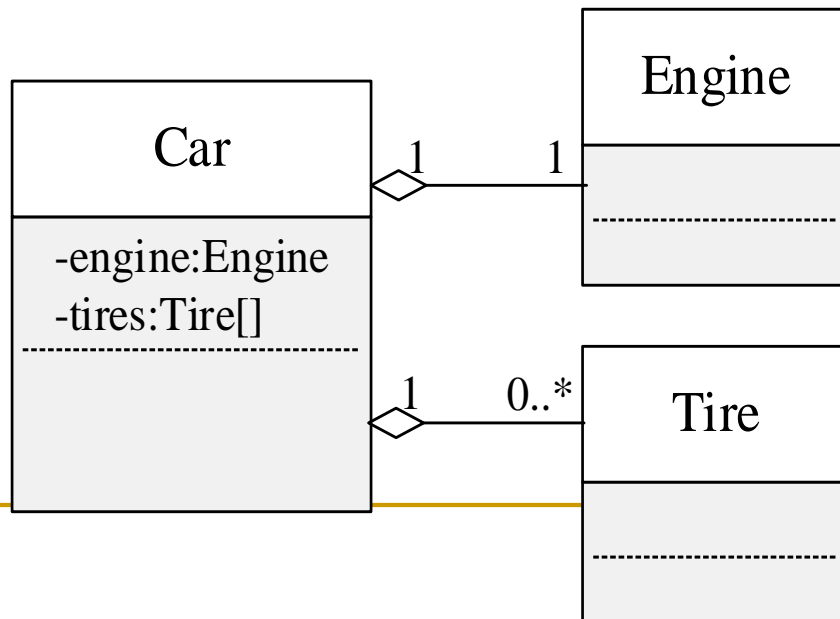 Engine
Car
1
1
-engine:Engine
-tires:Tire[]
1
0..*
Tire